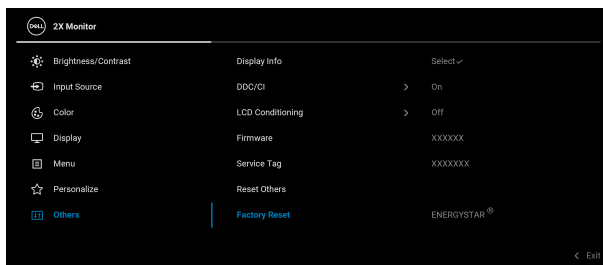 DELL 2X Monitor
Brightness/Contrast Display Info Select
Input Source DDC/CI > On
Color LCD Conditioning > Off
Display Firmware XXXXXX
Menu Service Tag XXXXXXX
Personalize Reset Others
Others Factory Reset ENERGYSTAR ®
< Exit